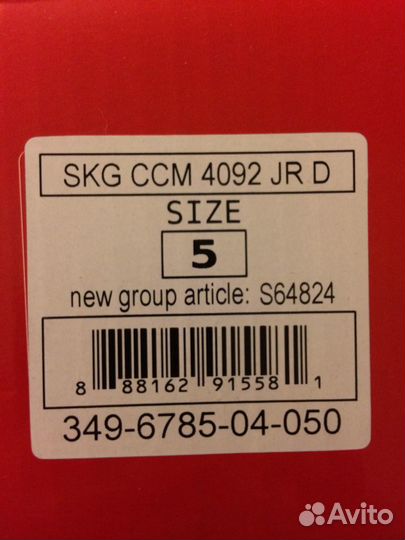 SKG CCM 4092 JR D
SIZE
5
new group article: S64824
8 88162 91558 1
349-6785-04-050
Avito